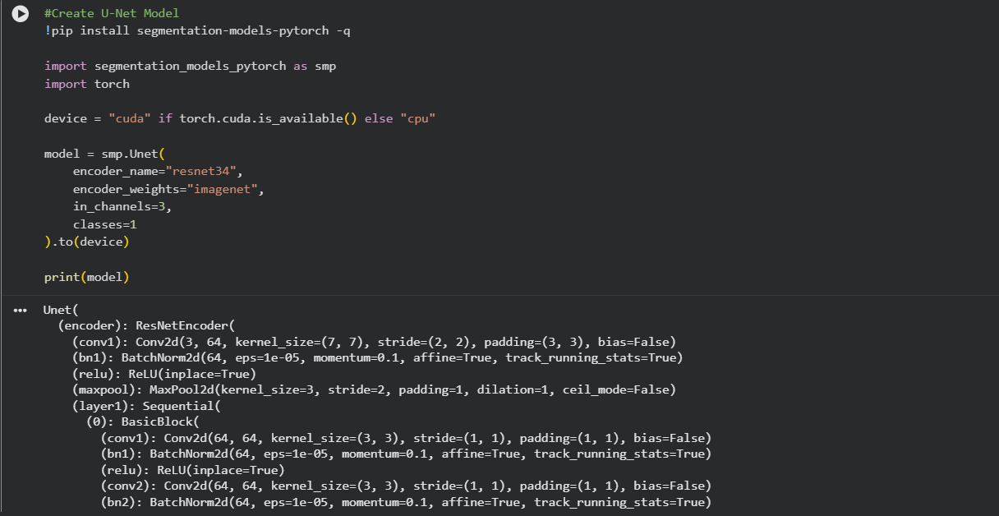 #Create U-Net Model
!pip install segmentation-models-pytorch -q
import segmentation_models_pytorch as smp
import torch
device = "cuda" if torch.cuda.is_available() else "cpu"
model = smp.Unet(
    encoder_name="resnet34",
    encoder_weights="imagenet",
    in_channels=3,
    classes=1
).to(device)
print(model)
Unet(
  (encoder): ResNetEncoder(
    (conv1): Conv2d(3, 64, kernel_size=(7, 7), stride=(2, 2), padding=(3, 3), bias=False)
    (bn1): BatchNorm2d(64, eps=1e-05, momentum=0.1, affine=True, track_running_stats=True)
    (relu): ReLU(inplace=True)
    (maxpool): MaxPool2d(kernel_size=3, stride=2, padding=1, dilation=1, ceil_mode=False)
    (layer1): Sequential(
      (0): BasicBlock(
        (conv1): Conv2d(64, 64, kernel_size=(3, 3), stride=(1, 1), padding=(1, 1), bias=False)
        (bn1): BatchNorm2d(64, eps=1e-05, momentum=0.1, affine=True, track_running_stats=True)
        (relu): ReLU(inplace=True)
        (conv2): Conv2d(64, 64, kernel_size=(3, 3), stride=(1, 1), padding=(1, 1), bias=False)
        (bn2): BatchNorm2d(64, eps=1e-05, momentum=0.1, affine=True, track_running_stats=True)